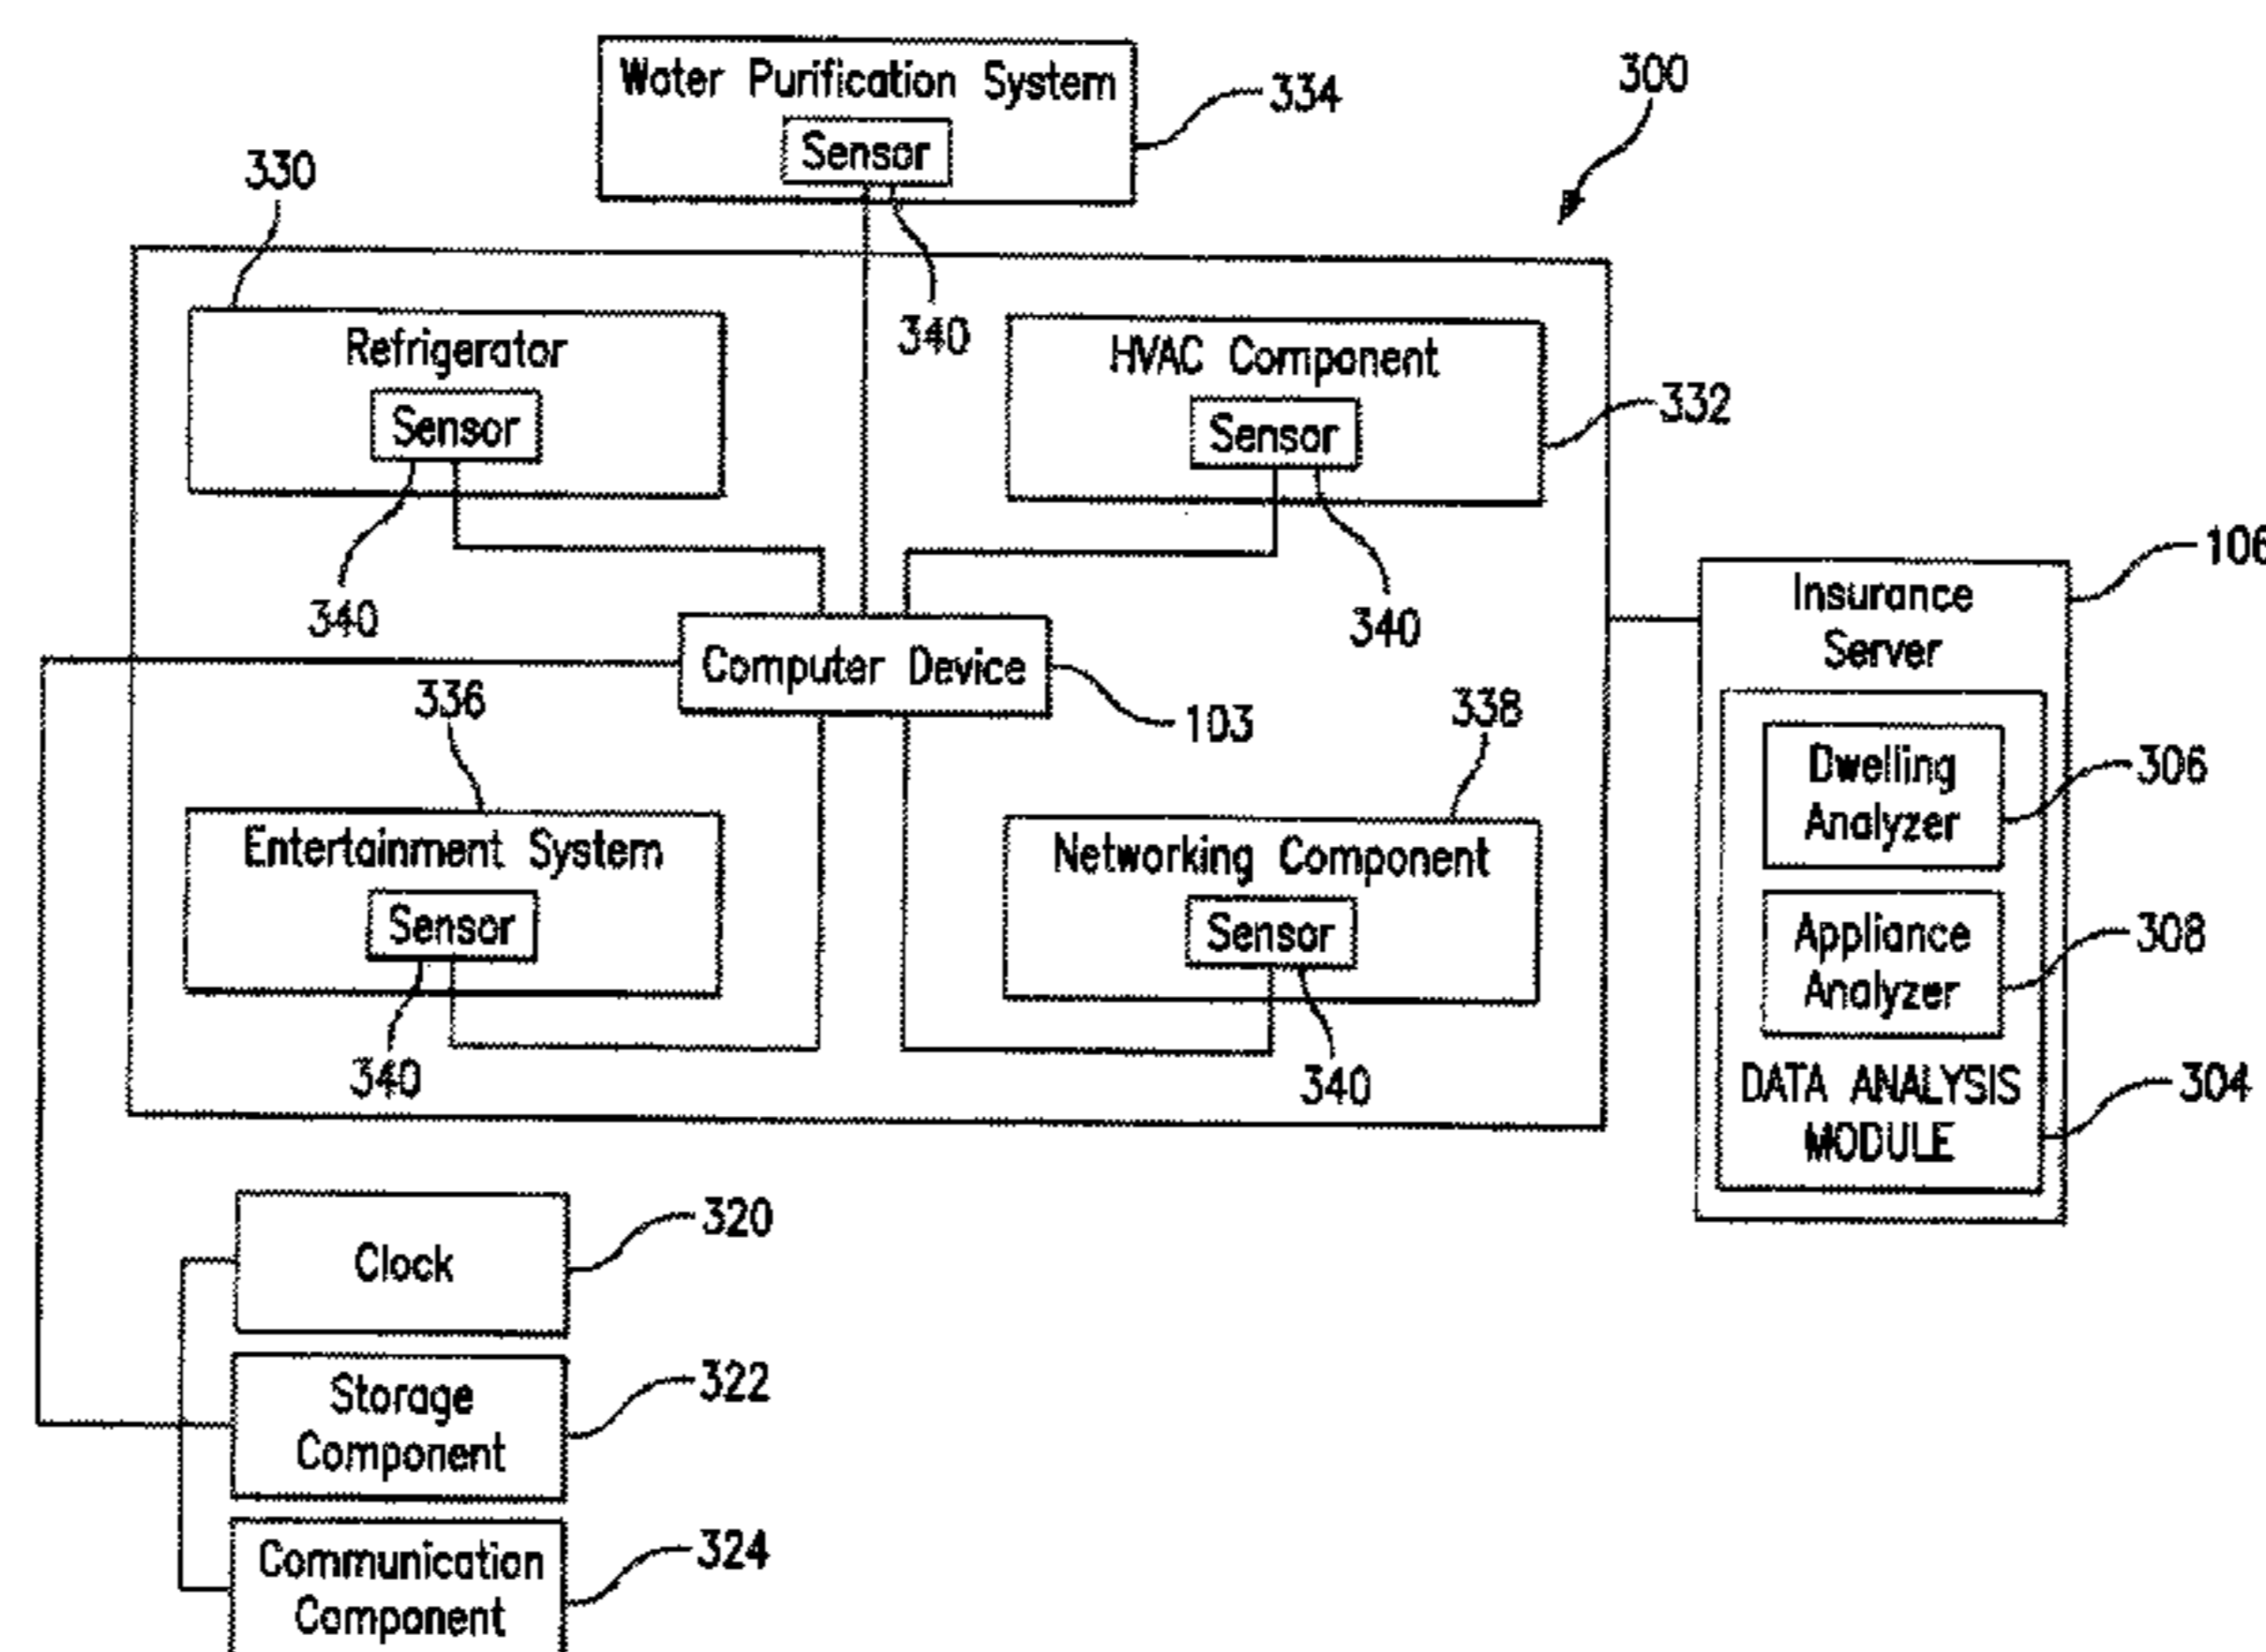 Water Purification System
Sensor
334
300
330
340
Refrigerator
Sensor
340
HVAC Component
Sensor
332
340
Computer Device
103
106
Insurance
Server
Dwelling
Analyzer
306
Appliance
Analyzer
308
DATA ANALYSIS
MODULE
304
336
Entertainment System
Sensor
340
338
Networking Component
Sensor
340
Clock
320
Storage
Component
322
Communication
Component
324